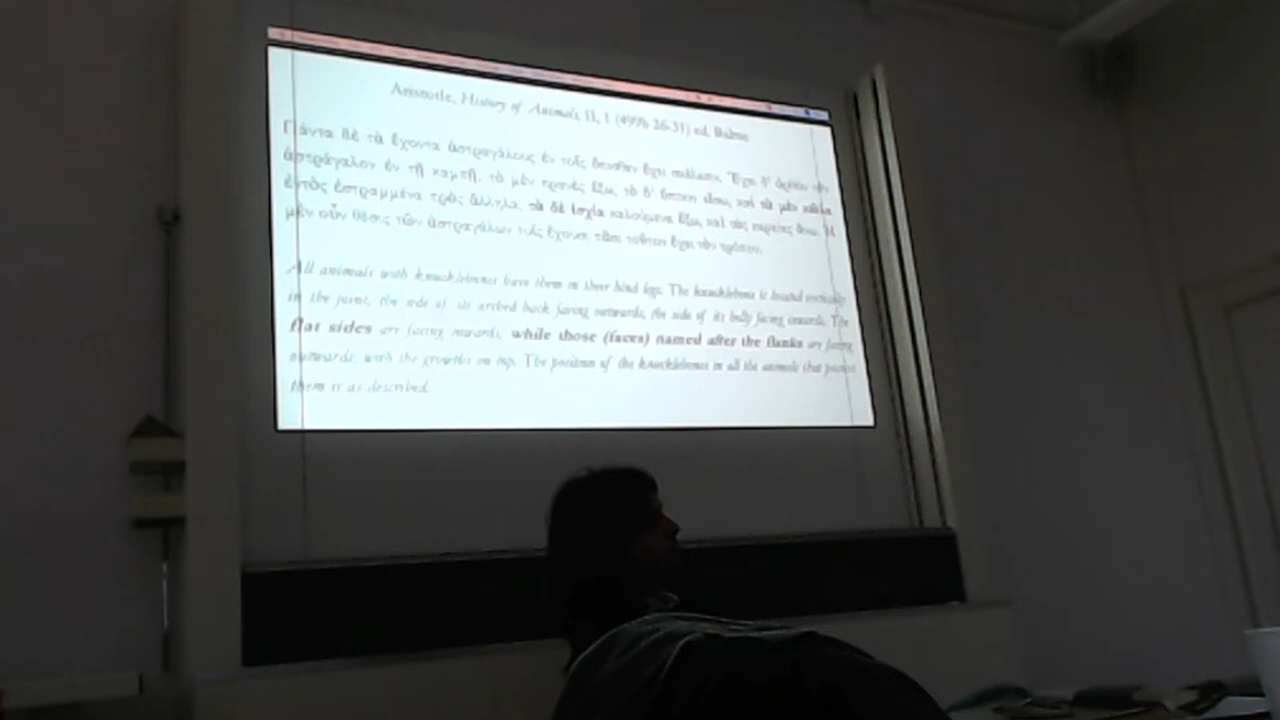 Aristotle, History of Animals, II, 1 (499b 26-31) ed. Balme
Πάντα δὲ τὰ ἔχοντα ἀστραγάλους ἐν τοῖς ὄπισθεν ἔχει σκέλεσιν. Ἔχει δ' ὀρθὸν τὸν
ἀστράγαλον ἐν τῇ καμπῇ, τὸ μὲν πρανὲς ἔξω, τὸ δ' ὕπτιον εἴσω, καὶ τὰ μὲν κῷα
ἐντὸς ἐστραμμένα πρὸς ἄλληλα, τὰ δὲ ἰσχία καλούμενα ἔξω, καὶ τὰς κεραίας ἄνω. Ἡ
μὲν οὖν θέσις τῶν ἀστραγάλων τοῖς ἔχουσι πᾶσι τοῦτον ἔχει τὸν τρόπον.
All animals with knucklebones have them in their hind legs. The knucklebone is located vertically
in the joint, the side of its arched back facing outwards, the side of its belly facing inwards. The
flat sides are facing inwards, while those (faces) named after the flanks are facing
outwards, with the growths on top. The position of the knucklebones in all the animals that possess
them is as described.